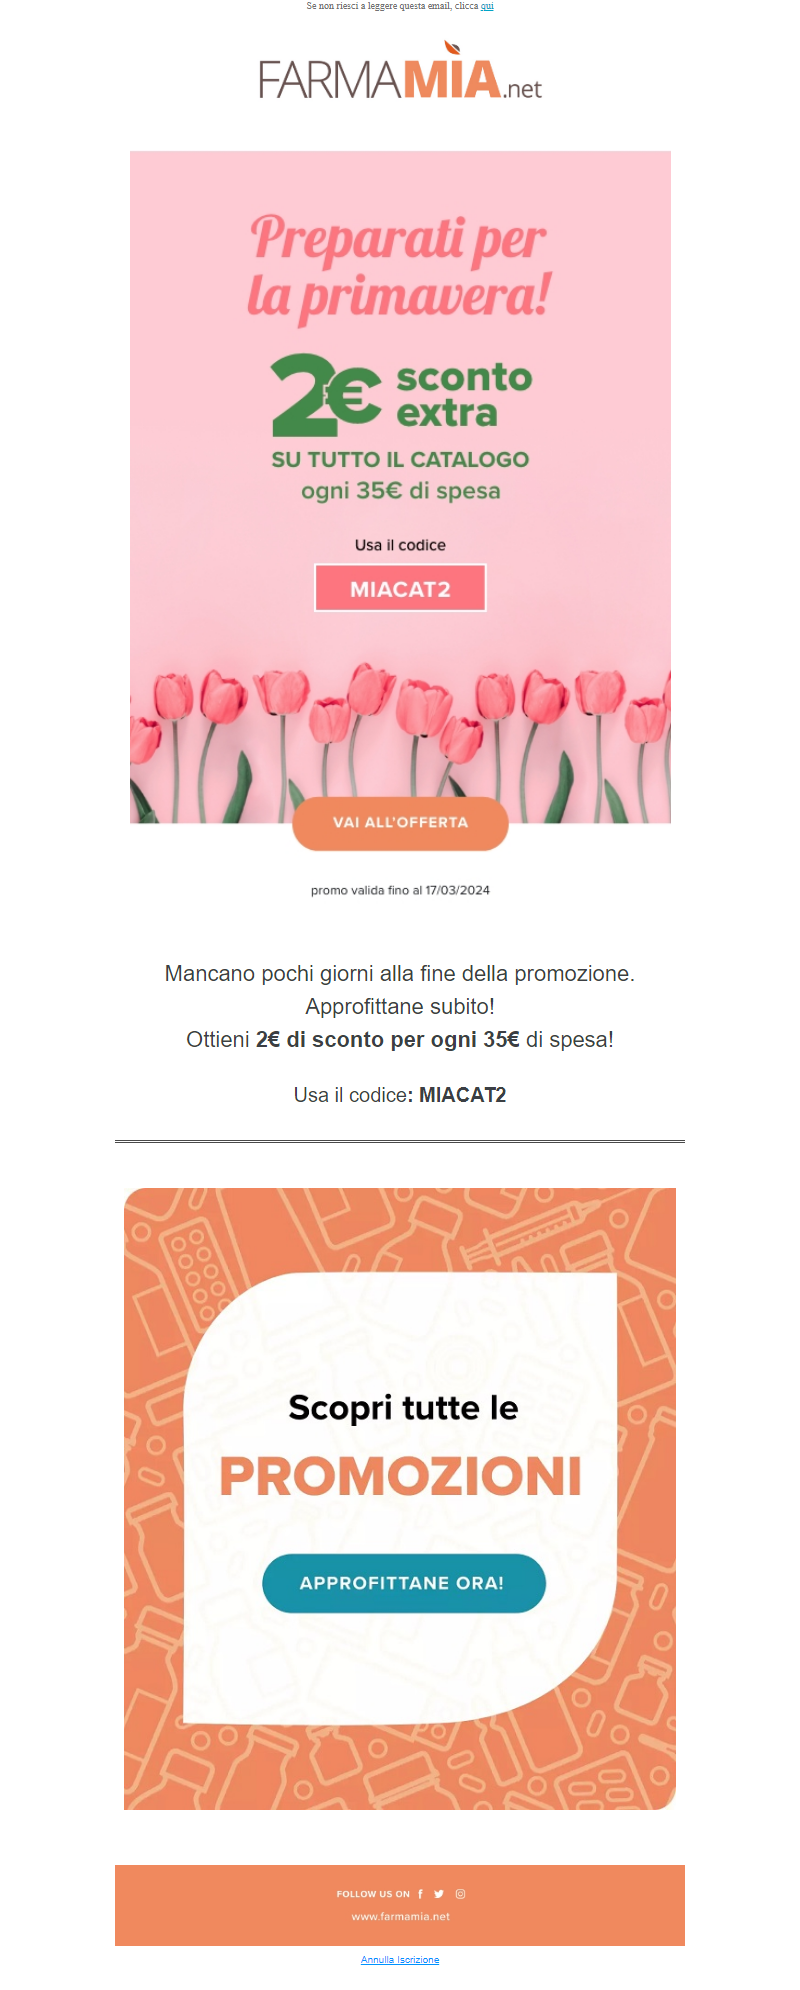 Se non riesci a leggere questa email, clicca qui
FARMAMÌA.net
Preparati per
la primavera!
2€ sconto
extra
SU TUTTO IL CATALOGO
ogni 35€ di spesa
Usa il codice
MIACAT2
VAI ALL'OFFERTA
promo valida fino al 17/03/2024
Mancano pochi giorni alla fine della promozione.
Approfittane subito!
Ottieni 2€ di sconto per ogni 35€ di spesa!
Usa il codice: MIACAT2
Scopri tutte le
PROMOZIONI
APPROFITTANE ORA!
FOLLOW US ON
www.farmamia.net
Annulla Iscrizione